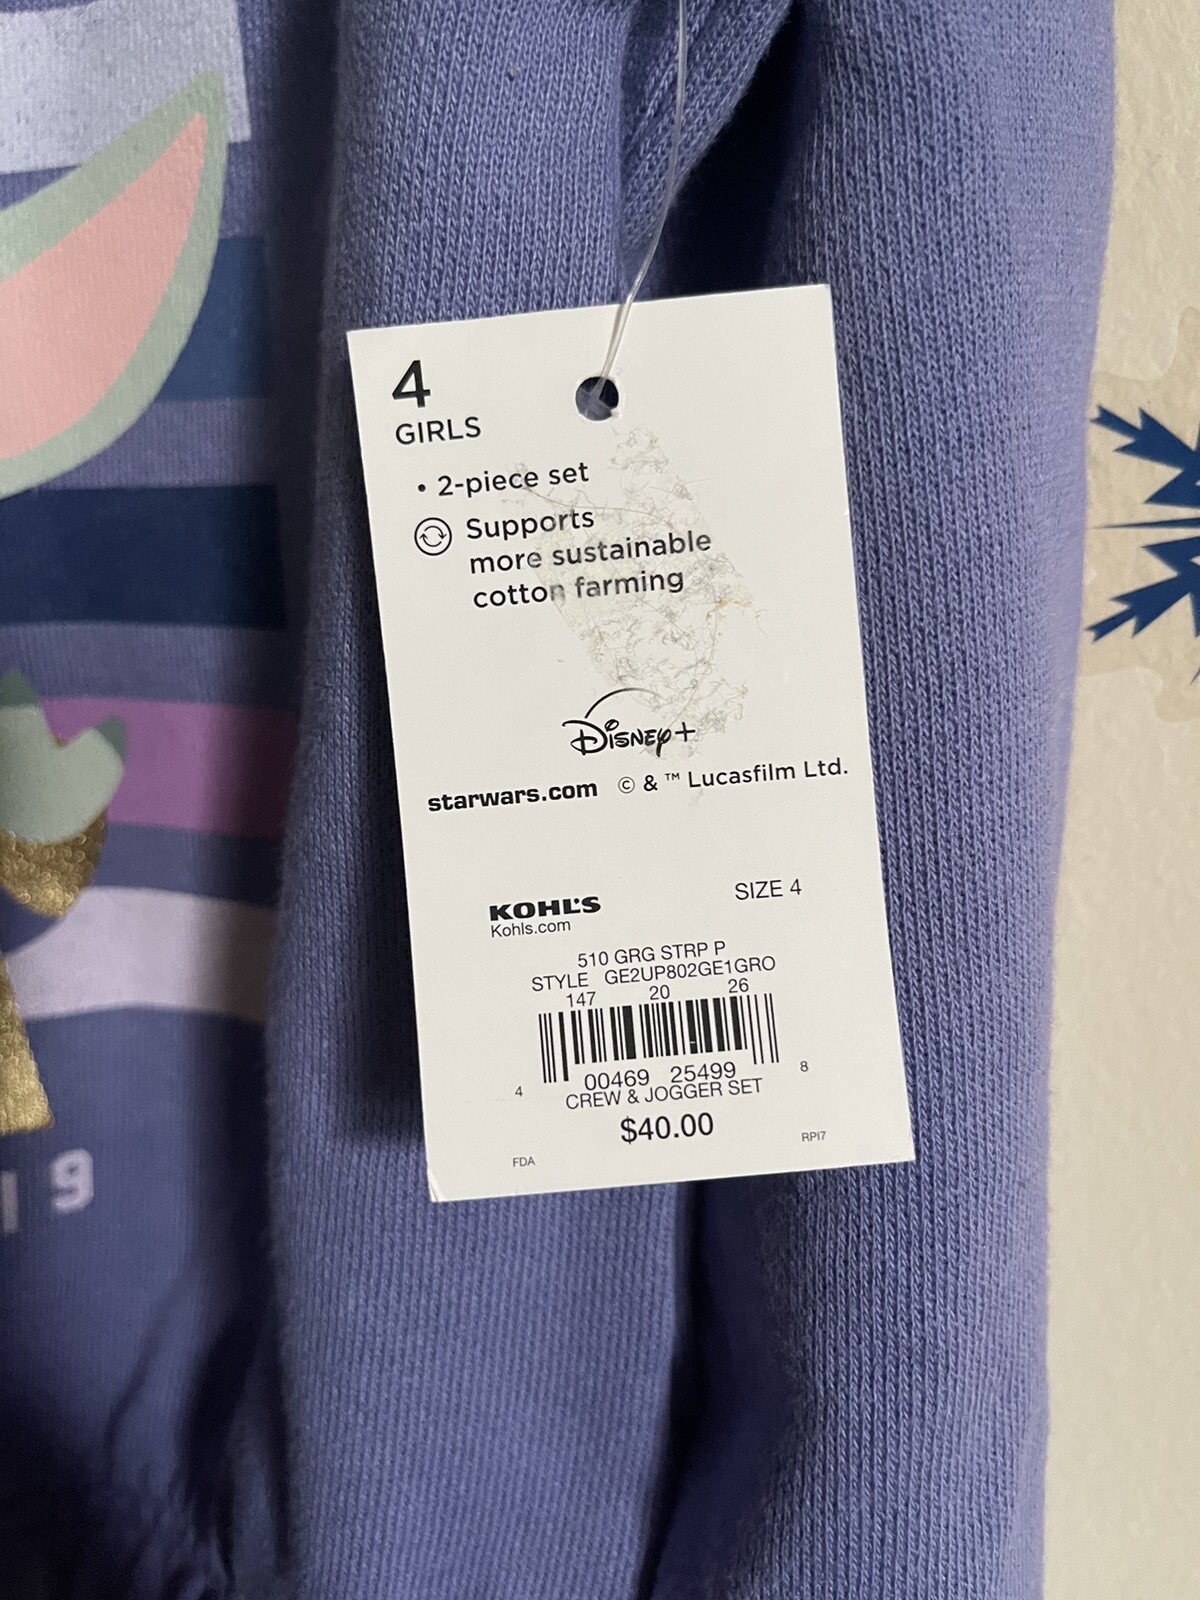 4
GIRLS
• 2-piece set
Supports
more sustainable
cotton farming
Disney+
starwars.com © & ™ Lucasfilm Ltd.
KOHL'S
SIZE 4
Kohls.com
510 GRG STRP P
STYLE GE2UP802GE1GRO
147 20 26
4 00469 25499 8
CREW & JOGGER SET
$40.00
FDA
RPI7
9